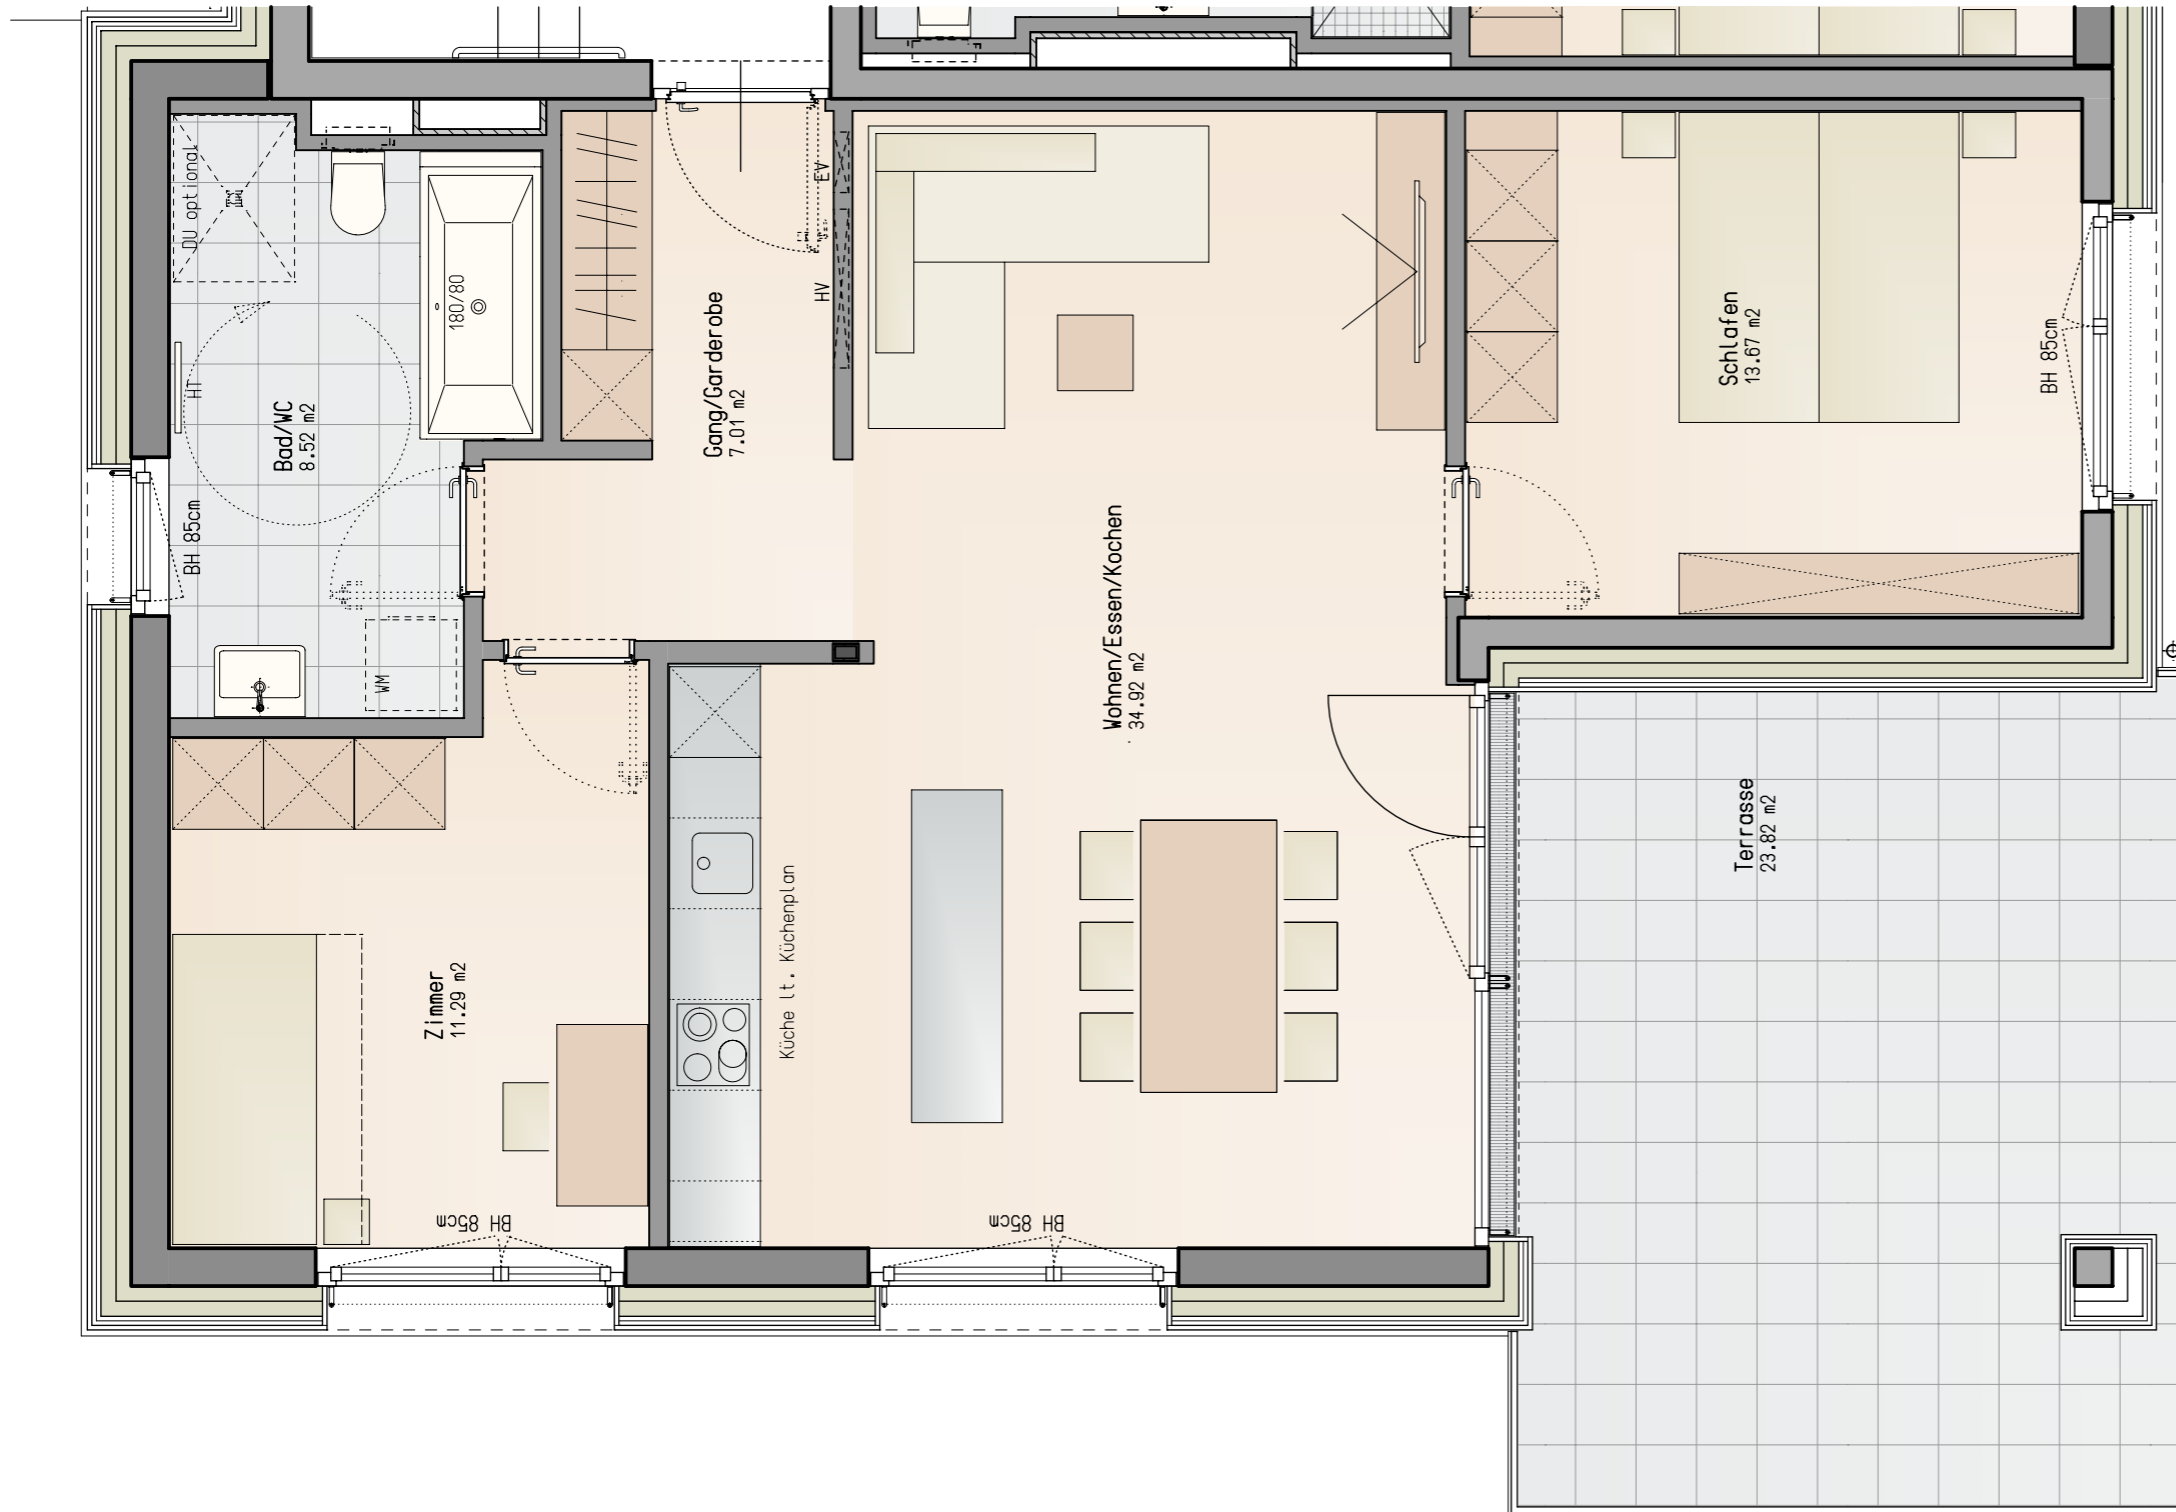 DU optional
180/80
HT
Bad/WC
8.52 m2
BH 85cm
WM
EV
HV
Gang/Garderobe
7.01 m2
Wohnen/Essen/Kochen
34.92 m2
Schlafen
13.67 m2
BH 85cm
Terrasse
23.82 m2
Küche lt. Küchenplan
Zimmer
11.29 m2
BH 85cm
BH 85cm